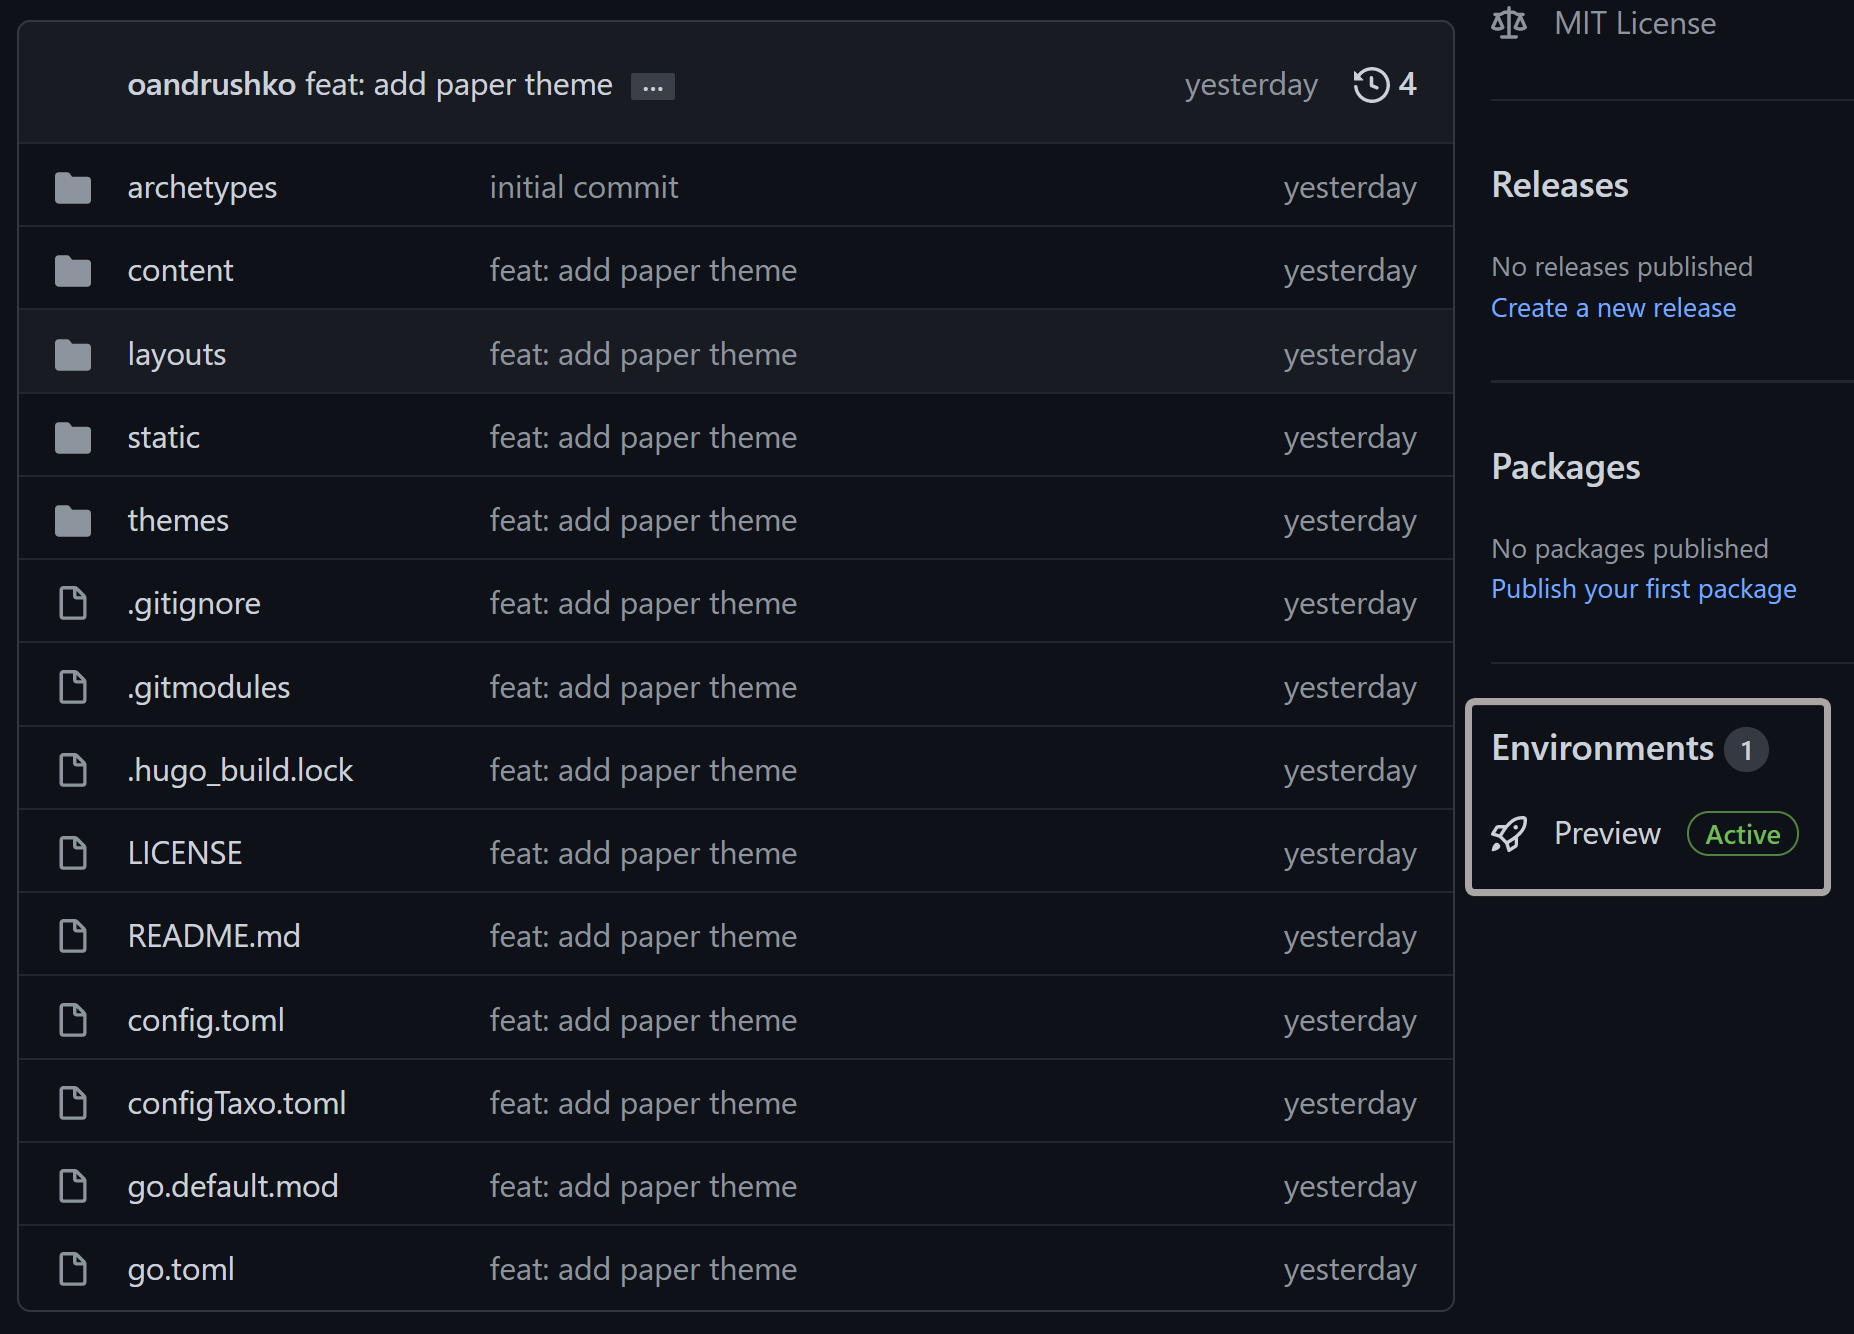 oandrushko feat: add paper theme ... yesterday 4
archetypes initial commit yesterday
content feat: add paper theme yesterday
layouts feat: add paper theme yesterday
static feat: add paper theme yesterday
themes feat: add paper theme yesterday
.gitignore feat: add paper theme yesterday
.gitmodules feat: add paper theme yesterday
.hugo_build.lock feat: add paper theme yesterday
LICENSE feat: add paper theme yesterday
README.md feat: add paper theme yesterday
config.toml feat: add paper theme yesterday
configTaxo.toml feat: add paper theme yesterday
go.default.mod feat: add paper theme yesterday
go.toml feat: add paper theme yesterday
MIT License
Releases
No releases published
Create a new release
Packages
No packages published
Publish your first package
Environments 1
Preview Active